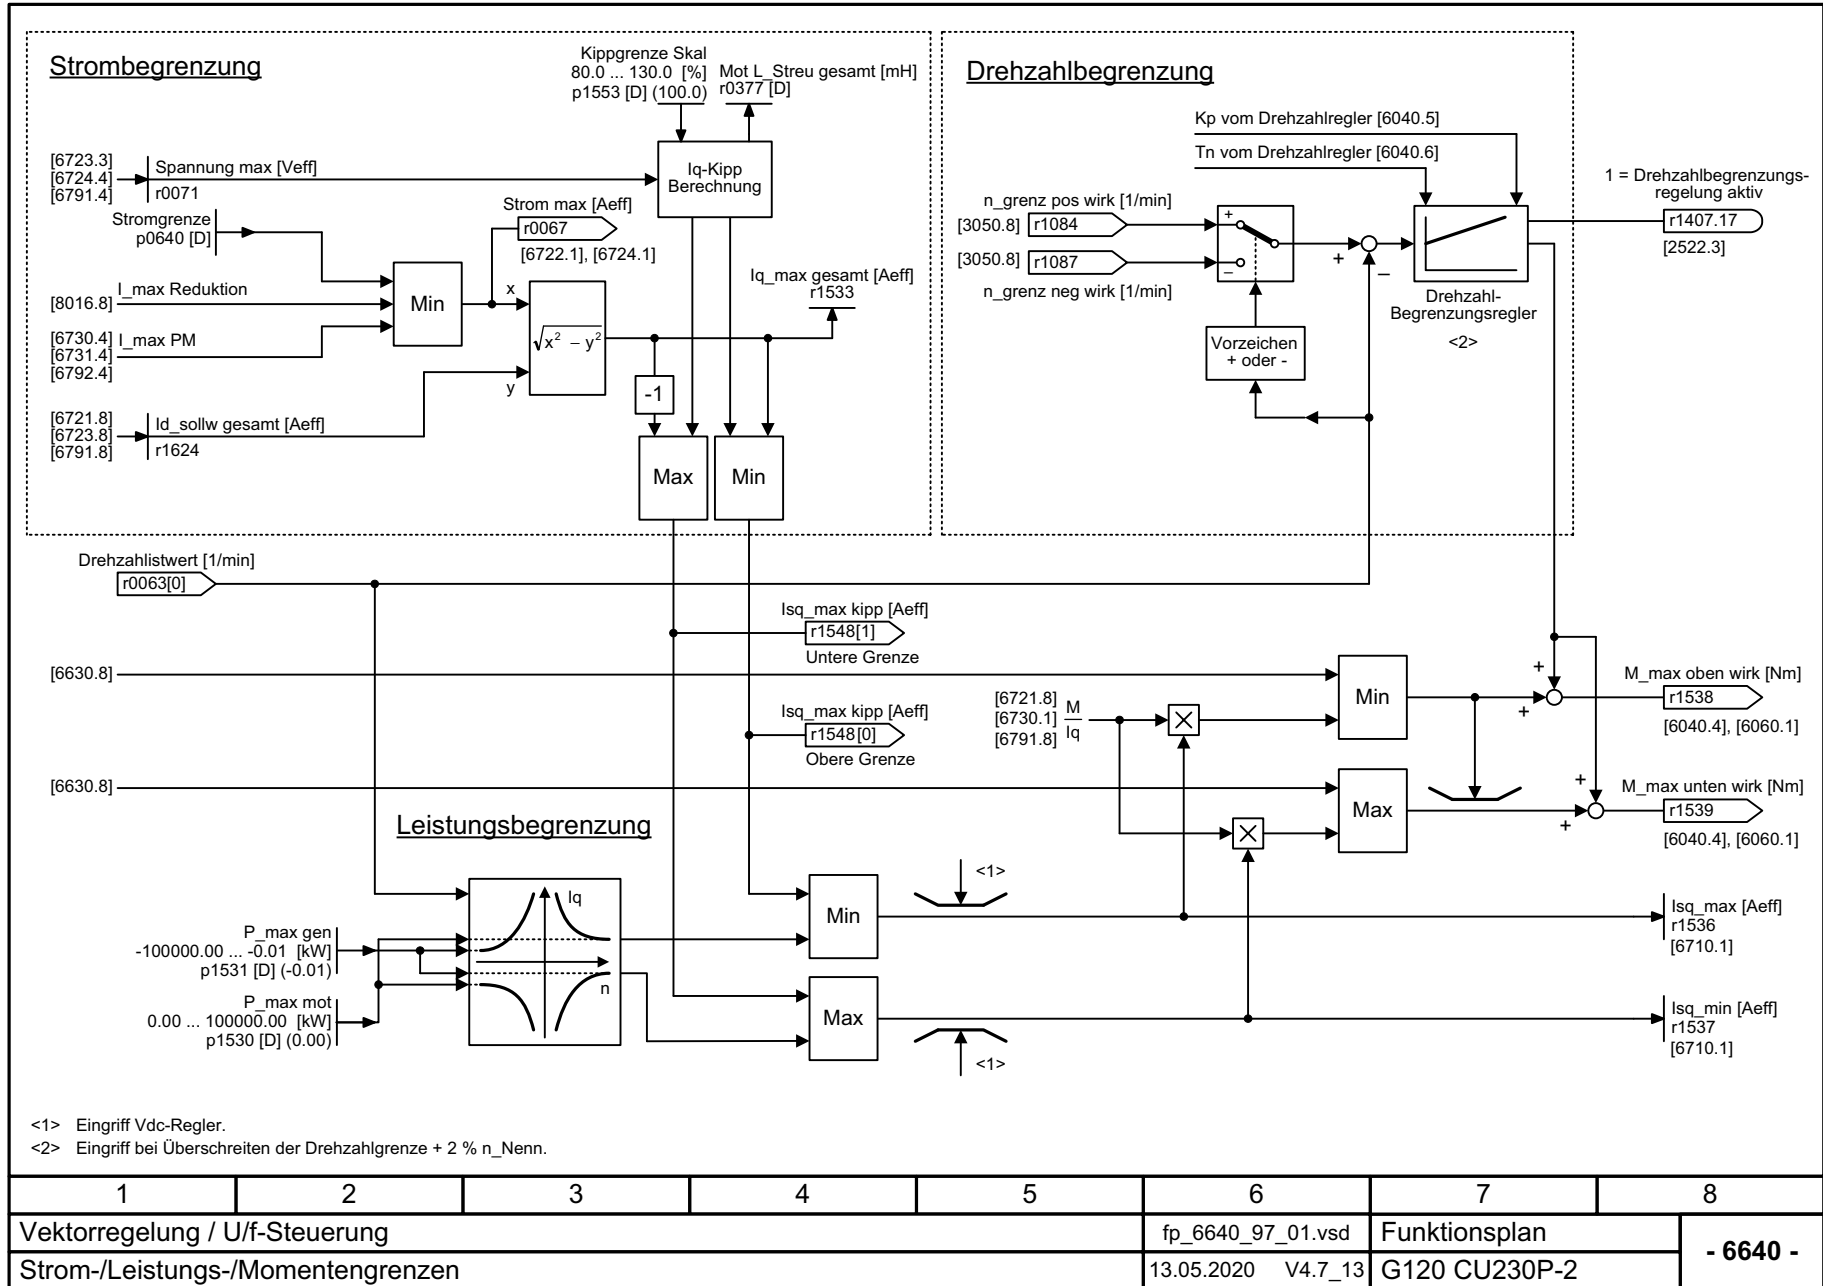 Strombegrenzung
Kippgrenze Skal
80.0 ... 130.0 [%]
p1553 [D] (100.0)
Mot L_Streu gesamt [mH]
r0377 [D]
[6723.3]
[6724.4]
[6791.4]
Spannung max [Veff]
r0071
Iq-Kipp
Berechnung
Stromgrenze
p0640 [D]
Strom max [Aeff]
r0067
[6722.1], [6724.1]
I_max Reduktion
[8016.8]
Min
x
[6730.4]
[6731.4]
[6792.4]
I_max PM
√x² – y²
y
Iq_max gesamt [Aeff]
r1533
-1
[6721.8]
[6723.8]
[6791.8]
Id_sollw gesamt [Aeff]
r1624
Max
Min
Drehzahlbegrenzung
Kp vom Drehzahlregler [6040.5]
Tn vom Drehzahlregler [6040.6]
n_grenz pos wirk [1/min]
[3050.8]
r1084
[3050.8]
r1087
n_grenz neg wirk [1/min]
+
–
+
–
Vorzeichen
+ oder -
Drehzahl-
Begrenzungsregler
<2>
1 = Drehzahlbegrenzungs-
regelung aktiv
r1407.17
[2522.3]
Drehzahlistwert [1/min]
r0063[0]
Isq_max kipp [Aeff]
r1548[1]
Untere Grenze
[6630.8]
Isq_max kipp [Aeff]
r1548[0]
Obere Grenze
[6721.8]
[6730.1]
[6791.8]
M
Iq
×
Min
+
+
M_max oben wirk [Nm]
r1538
[6040.4], [6060.1]
[6630.8]
×
Max
+
+
M_max unten wirk [Nm]
r1539
[6040.4], [6060.1]
Leistungsbegrenzung
Iq
n
P_max gen
-100000.00 ... -0.01 [kW]
p1531 [D] (-0.01)
P_max mot
0.00 ... 100000.00 [kW]
p1530 [D] (0.00)
Min
<1>
Isq_max [Aeff]
r1536
[6710.1]
Max
<1>
Isq_min [Aeff]
r1537
[6710.1]
<1> Eingriff Vdc-Regler.
<2> Eingriff bei Überschreiten der Drehzahlgrenze + 2 % n_Nenn.
1 2 3 4 5 6 7 8
Vektorregelung / U/f-Steuerung
fp_6640_97_01.vsd
Funktionsplan
- 6640 -
Strom-/Leistungs-/Momentengrenzen
13.05.2020 V4.7_13
G120 CU230P-2